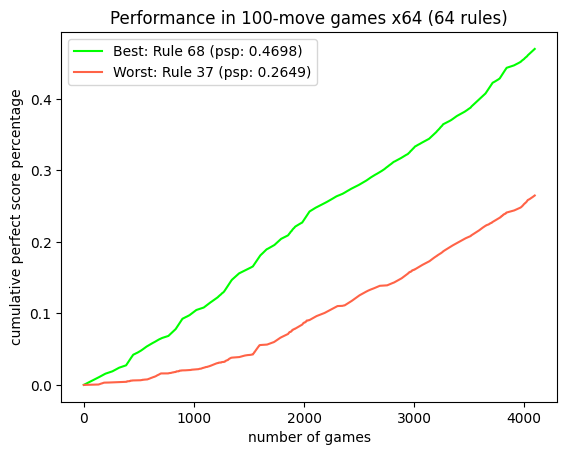 Performance in 100-move games x64 (64 rules)
Best: Rule 68 (psp: 0.4698)
Worst: Rule 37 (psp: 0.2649)
cumulative perfect score percentage
0.4
0.3
0.2
0.1
0.0
0 1000 2000 3000 4000
number of games